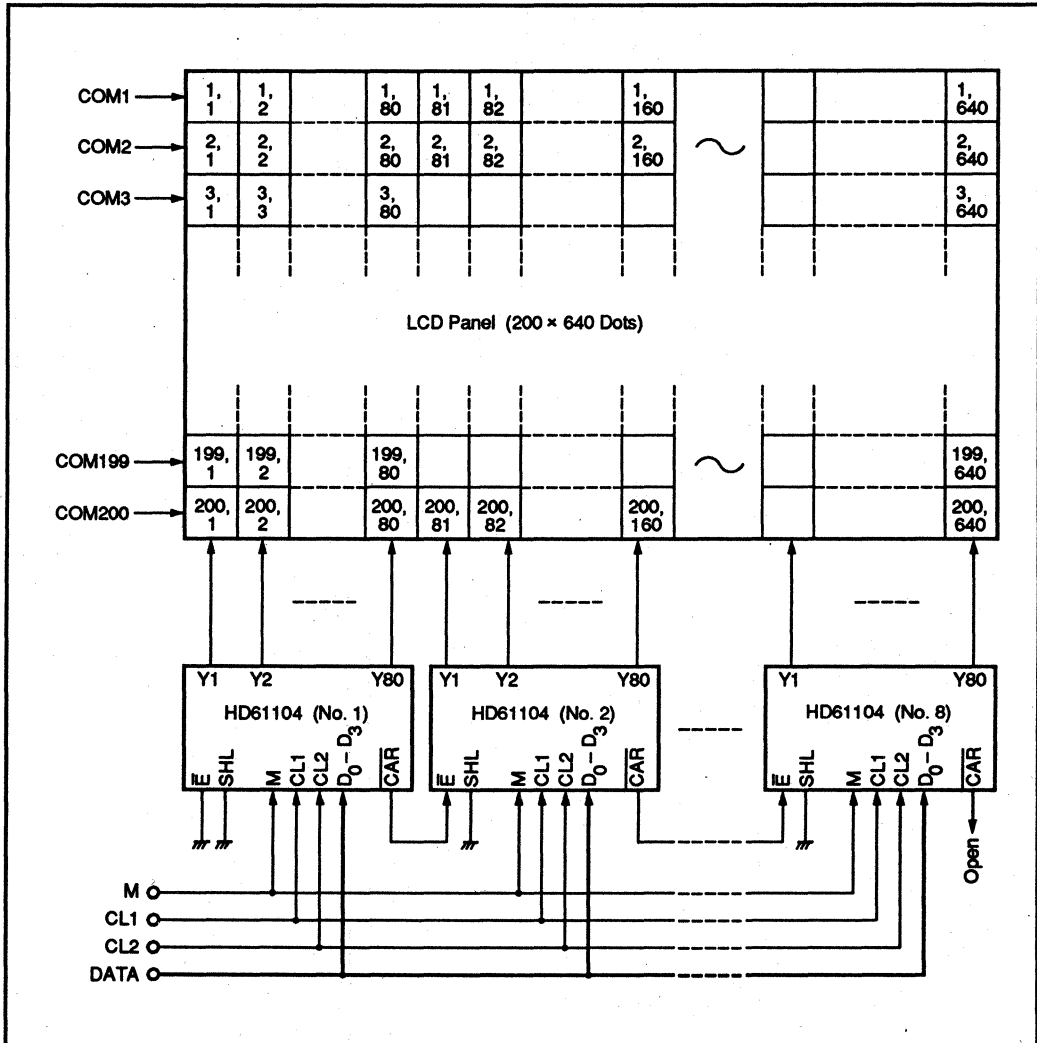 COM1 1, 1 1, 2 1, 80 1, 81 1, 82 1, 160 1, 640
COM2 2, 1 2, 2 2, 80 2, 81 2, 82 2, 160 2, 640
COM3 3, 1 3, 3 3, 80 3, 640
LCD Panel (200 × 640 Dots)
COM199 199, 1 199, 2 199, 80 199, 640
COM200 200, 1 200, 2 200, 80 200, 81 200, 82 200, 160 200, 640
Y1 Y2 Y80 Y1 Y2 Y80 Y1 Y80
HD61104 (No. 1) HD61104 (No. 2) HD61104 (No. 8)
E̅ SHL M CL1 CL2 D₀ – D₃ C̅A̅R̅ E̅ SHL M CL1 CL2 D₀ – D₃ C̅A̅R̅ E̅ SHL M CL1 CL2 D₀ – D₃ C̅A̅R̅
Open
M
CL1
CL2
DATA